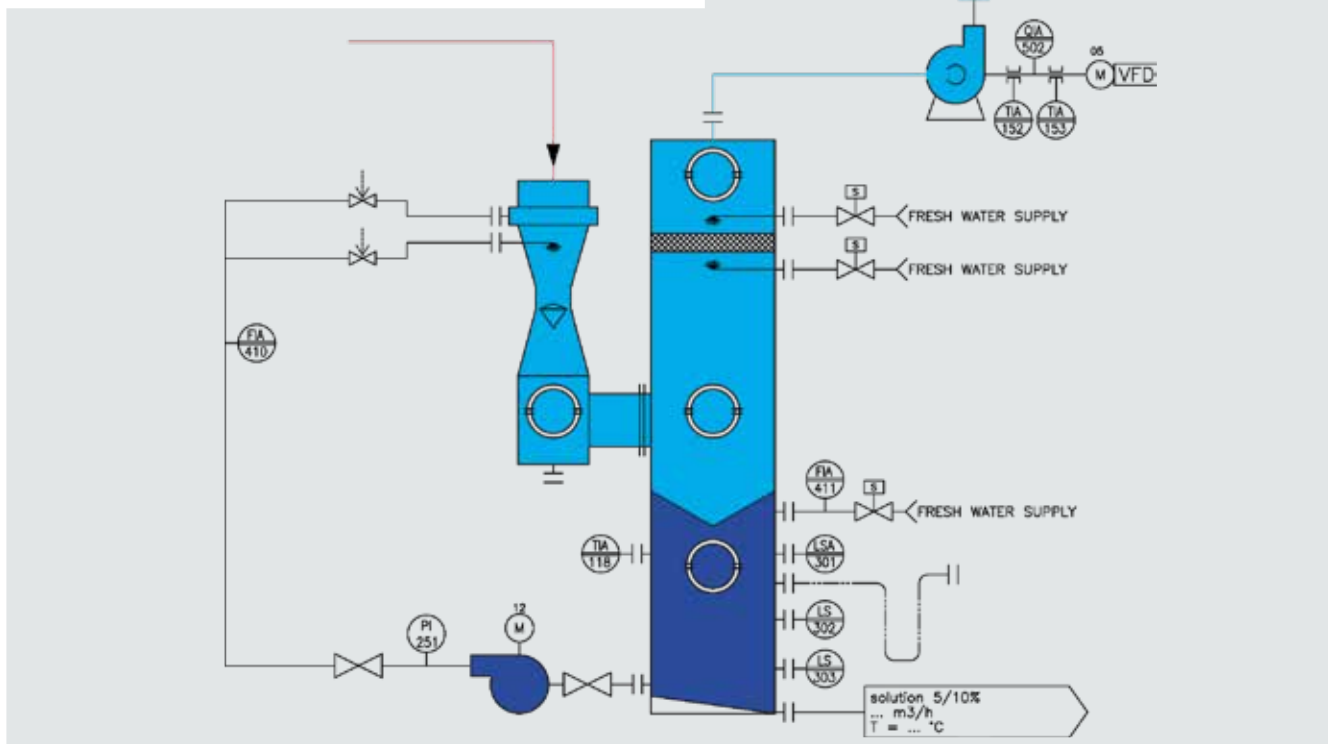 QIA
502
06
M
VFD
TIA
152
TIA
153
S
FRESH WATER SUPPLY
S
FRESH WATER SUPPLY
FIA
410
FIA
411
S
FRESH WATER SUPPLY
TIA
118
LSA
301
LS
302
LS
303
PI
251
12
M
solution 5/10%
... m3/h
T = ... °C